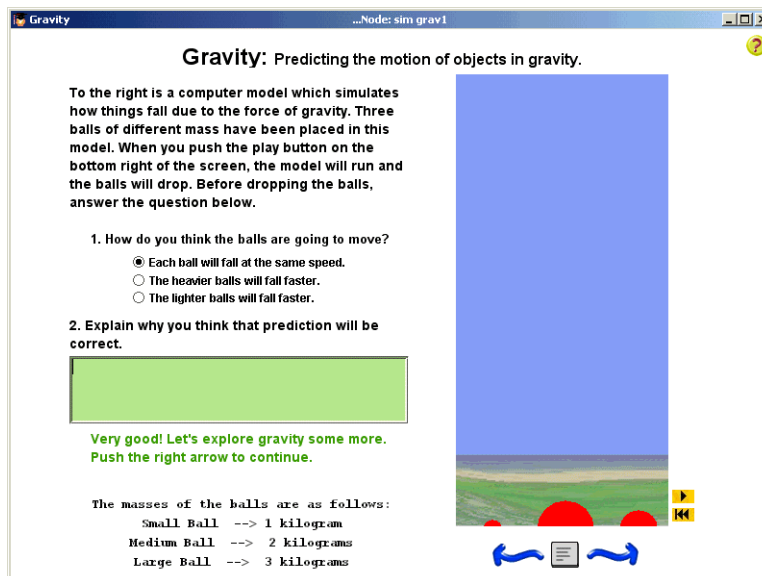 Gravity
...Node: sim grav1
Gravity: Predicting the motion of objects in gravity.
?
To the right is a computer model which simulates
how things fall due to the force of gravity. Three
balls of different mass have been placed in this
model. When you push the play button on the
bottom right of the screen, the model will run and
the balls will drop. Before dropping the balls,
answer the question below.
1. How do you think the balls are going to move?
Each ball will fall at the same speed.
The heavier balls will fall faster.
The lighter balls will fall faster.
2. Explain why you think that prediction will be
correct.
Very good! Let's explore gravity some more.
Push the right arrow to continue.
The masses of the balls are as follows:
Small Ball --> 1 kilogram
Medium Ball --> 2 kilograms
Large Ball --> 3 kilograms